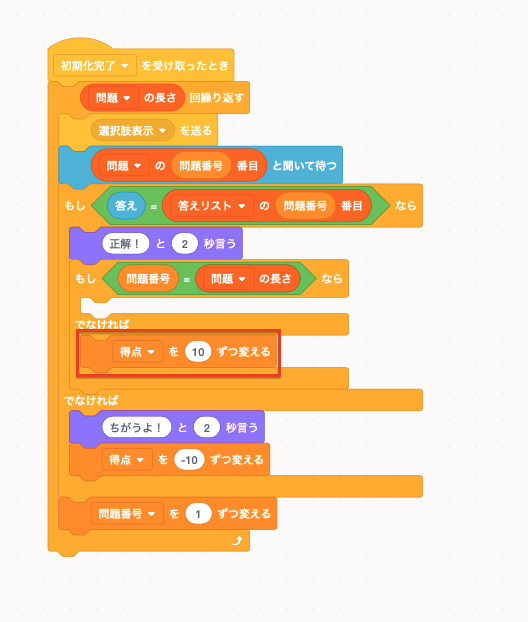 初期化完了 を受け取ったとき
問題 の長さ 回繰り返す
選択肢表示 を送る
問題 の 問題番号 番目 と聞いて待つ
もし 答え = 答えリスト の 問題番号 番目 なら
正解！ と 2 秒言う
もし 問題番号 = 問題 の長さ なら
でなければ
得点 を 10 ずつ変える
でなければ
ちがうよ！ と 2 秒言う
得点 を -10 ずつ変える
問題番号 を 1 ずつ変える